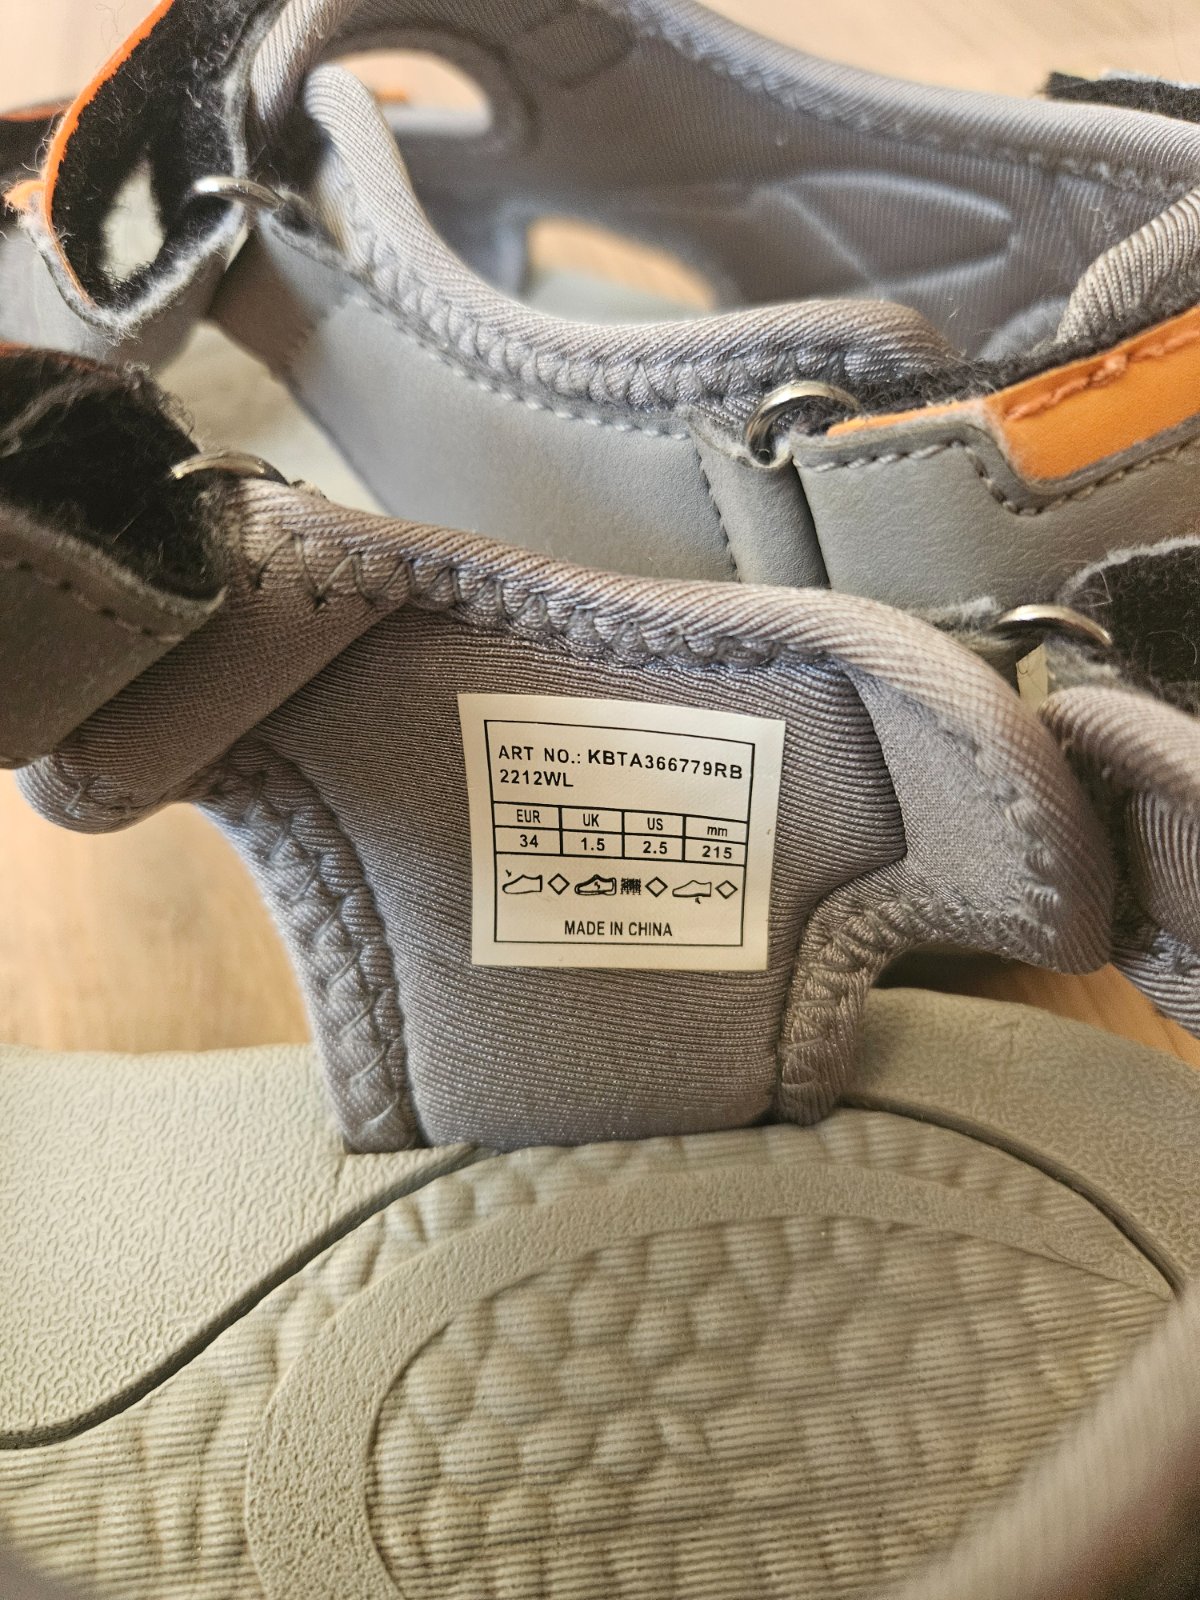 ART NO.: KBTA366779RB
2212WL
EUR UK US mm
34 1.5 2.5 215
MADE IN CHINA